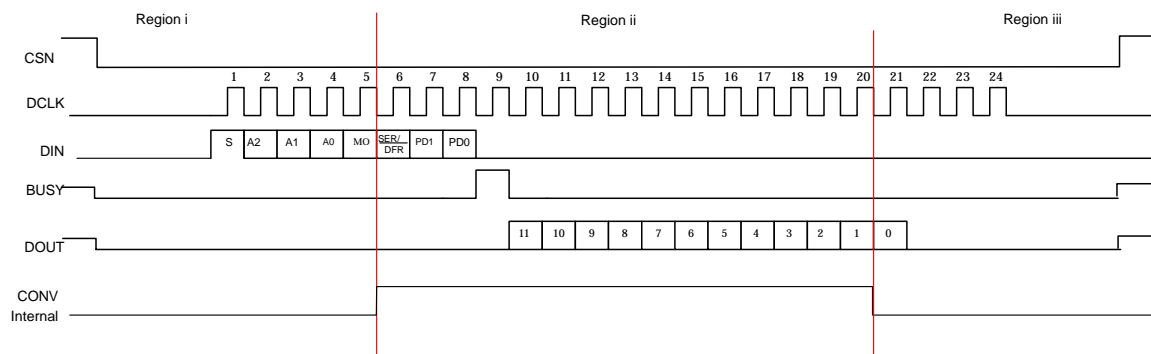 Region i Region ii Region iii
CSN
1 2 3 4 5 6 7 8 9 10 11 12 13 14 15 16 17 18 19 20 21 22 23 24
DCLK
DIN S A2 A1 A0 MO SER/DFR PD1 PD0
BUSY
DOUT 11 10 9 8 7 6 5 4 3 2 1 0
CONV
Internal